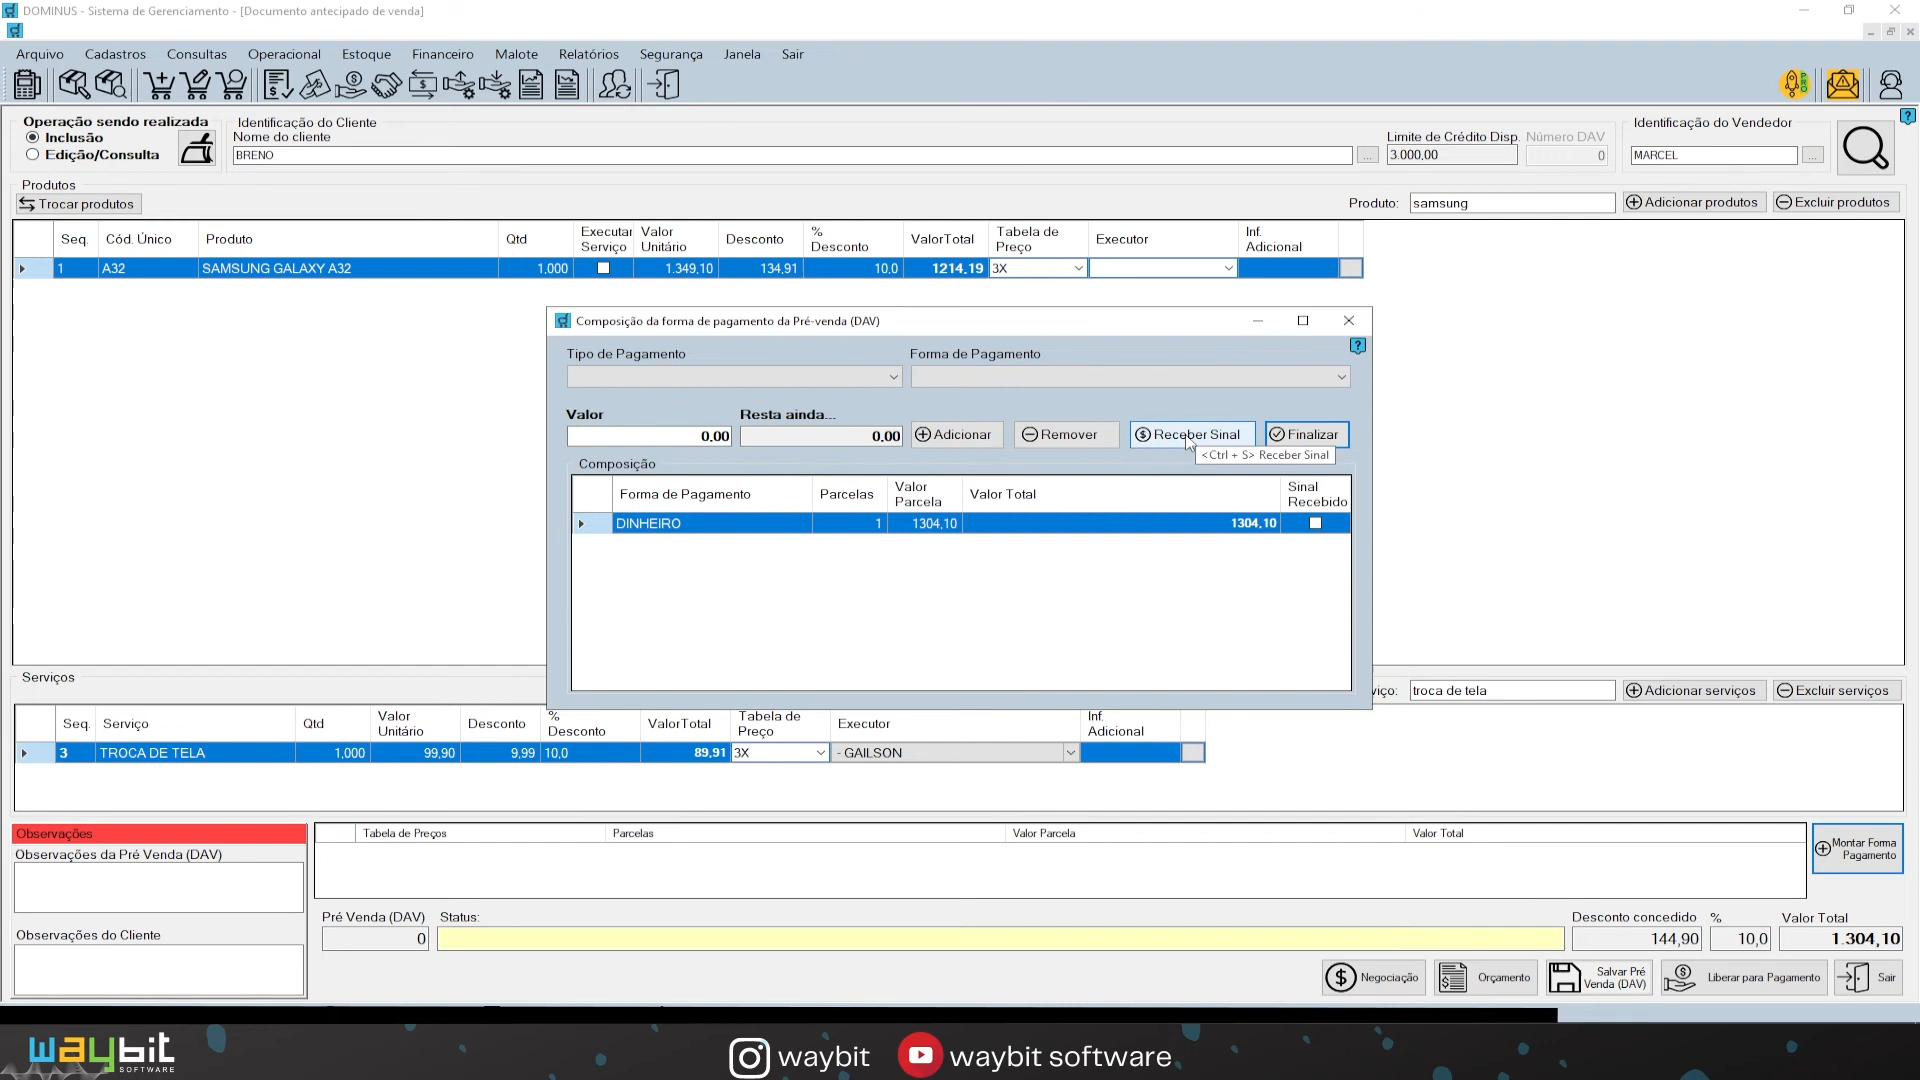 DOMINUS - Sistema de Gerenciamento - [Documento antecipado de venda]
Arquivo Cadastros Consultas Operacional Estoque Financeiro Malote Relatórios Segurança Janela Sair
PRO
Operação sendo realizada
Inclusão
Edição/Consulta
Identificação do Cliente
Nome do cliente
BRENO
...
Limite de Crédito Disp.
3.000,00
Número DAV
0
Identificação do Vendedor
MARCEL
...
?
Produtos
Trocar produtos
Produto: samsung
Adicionar produtos
Excluir produtos
Seq. Cód. Único Produto Qtd Executar Serviço Valor Unitário Desconto % Desconto ValorTotal Tabela de Preço Executor Inf. Adicional
1 A32 SAMSUNG GALAXY A32 1,000 1.349,10 134,91 10,0 1214,19 3X
Composição da forma de pagamento da Pré-venda (DAV)
?
Tipo de Pagamento Forma de Pagamento
Valor Resta ainda...
0,00 0,00 Adicionar Remover Receber Sinal Finalizar
<Ctrl + S> Receber Sinal
Composição
Forma de Pagamento Parcelas Valor Parcela Valor Total Sinal Recebido
DINHEIRO 1 1304,10 1304,10
Serviços
viço: troca de tela
Adicionar serviços
Excluir serviços
Seq. Serviço Qtd Valor Unitário Desconto % Desconto ValorTotal Tabela de Preço Executor Inf. Adicional
3 TROCA DE TELA 1,000 99,90 9,99 10,0 89,91 3X - GAILSON
Observações
Observações da Pré Venda (DAV)
Observações do Cliente
Tabela de Preços Parcelas Valor Parcela Valor Total
Montar Forma Pagamento
Pré Venda (DAV) Status:
0
Desconto concedido % Valor Total
144,90 10,0 1.304,10
Negociação Orçamento Salvar Pré Venda (DAV) Liberar para Pagamento Sair
waybit
SOFTWARE
waybit
waybit software